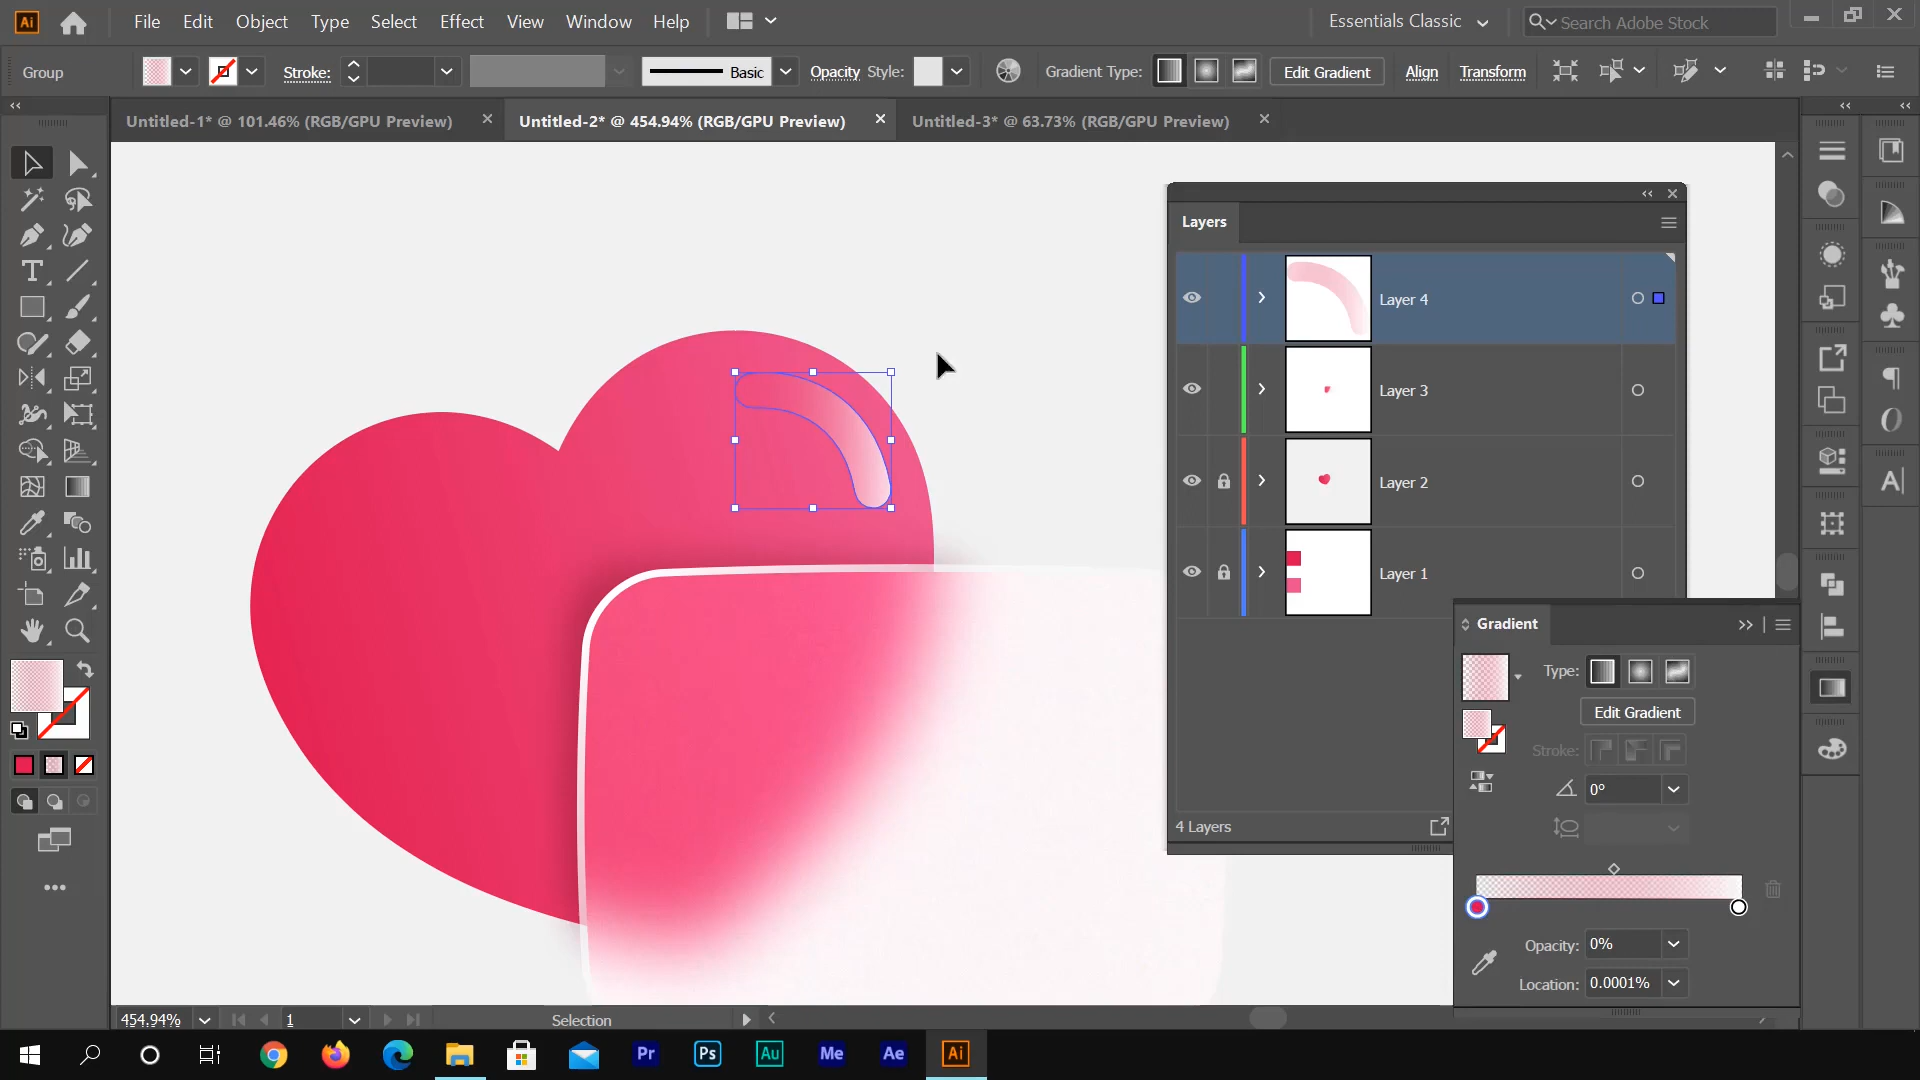 Ai File Edit Object Type Select Effect View Window Help Essentials Classic Search Adobe Stock
Group Stroke: Basic Opacity Style: Gradient Type: Edit Gradient Align Transform
Untitled-1* @ 101.46% (RGB/GPU Preview) Untitled-2* @ 454.94% (RGB/GPU Preview) Untitled-3* @ 63.73% (RGB/GPU Preview)
Layers
Layer 4
Layer 3
Layer 2
Layer 1
4 Layers
Gradient
Type:
Edit Gradient
Stroke:
0°
Opacity: 0%
Location: 0.0001%
454.94% 1 Selection
Pr Ps Au Me Ae Ai